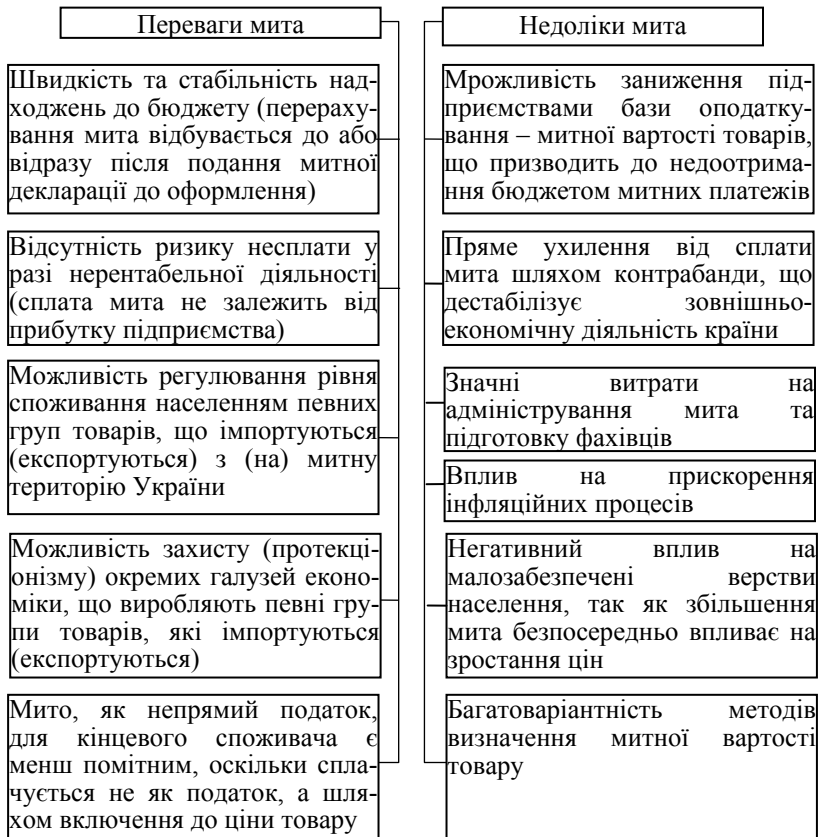 Переваги мита
Швидкість та стабільність над-
ходжень до бюджету (перераху-
вання мита відбувається до або
відразу після подання митної
декларації до оформлення)
Відсутність ризику несплати у
разі нерентабельної діяльності
(сплата мита не залежить від
прибутку підприємства)
Можливість регулювання рівня
споживання населенням певних
груп товарів, що імпортуються
(експортуються) з (на) митну
територію України
Можливість захисту (протекці-
онізму) окремих галузей еконо-
міки, що виробляють певні гру-
пи товарів, які імпортуються
(експортуються)
Мито, як непрямий податок,
для кінцевого споживача є
менш помітним, оскільки спла-
чується не як податок, а шля-
хом включення до ціни товару
Недоліки мита
Мрожливість заниження під-
приємствами бази оподатку-
вання – митної вартості товарів,
що призводить до недоотрима-
ння бюджетом митних платежів
Пряме ухилення від сплати
мита шляхом контрабанди, що
дестабілізує зовнішньо-
економічну діяльність країни
Значні витрати на
адміністрування мита та
підготовку фахівців
Вплив на прискорення
інфляційних процесів
Негативний вплив на
малозабезпечені верстви
населення, так як збільшення
мита безпосередньо впливає на
зростання цін
Багатоваріантність методів
визначення митної вартості
товару